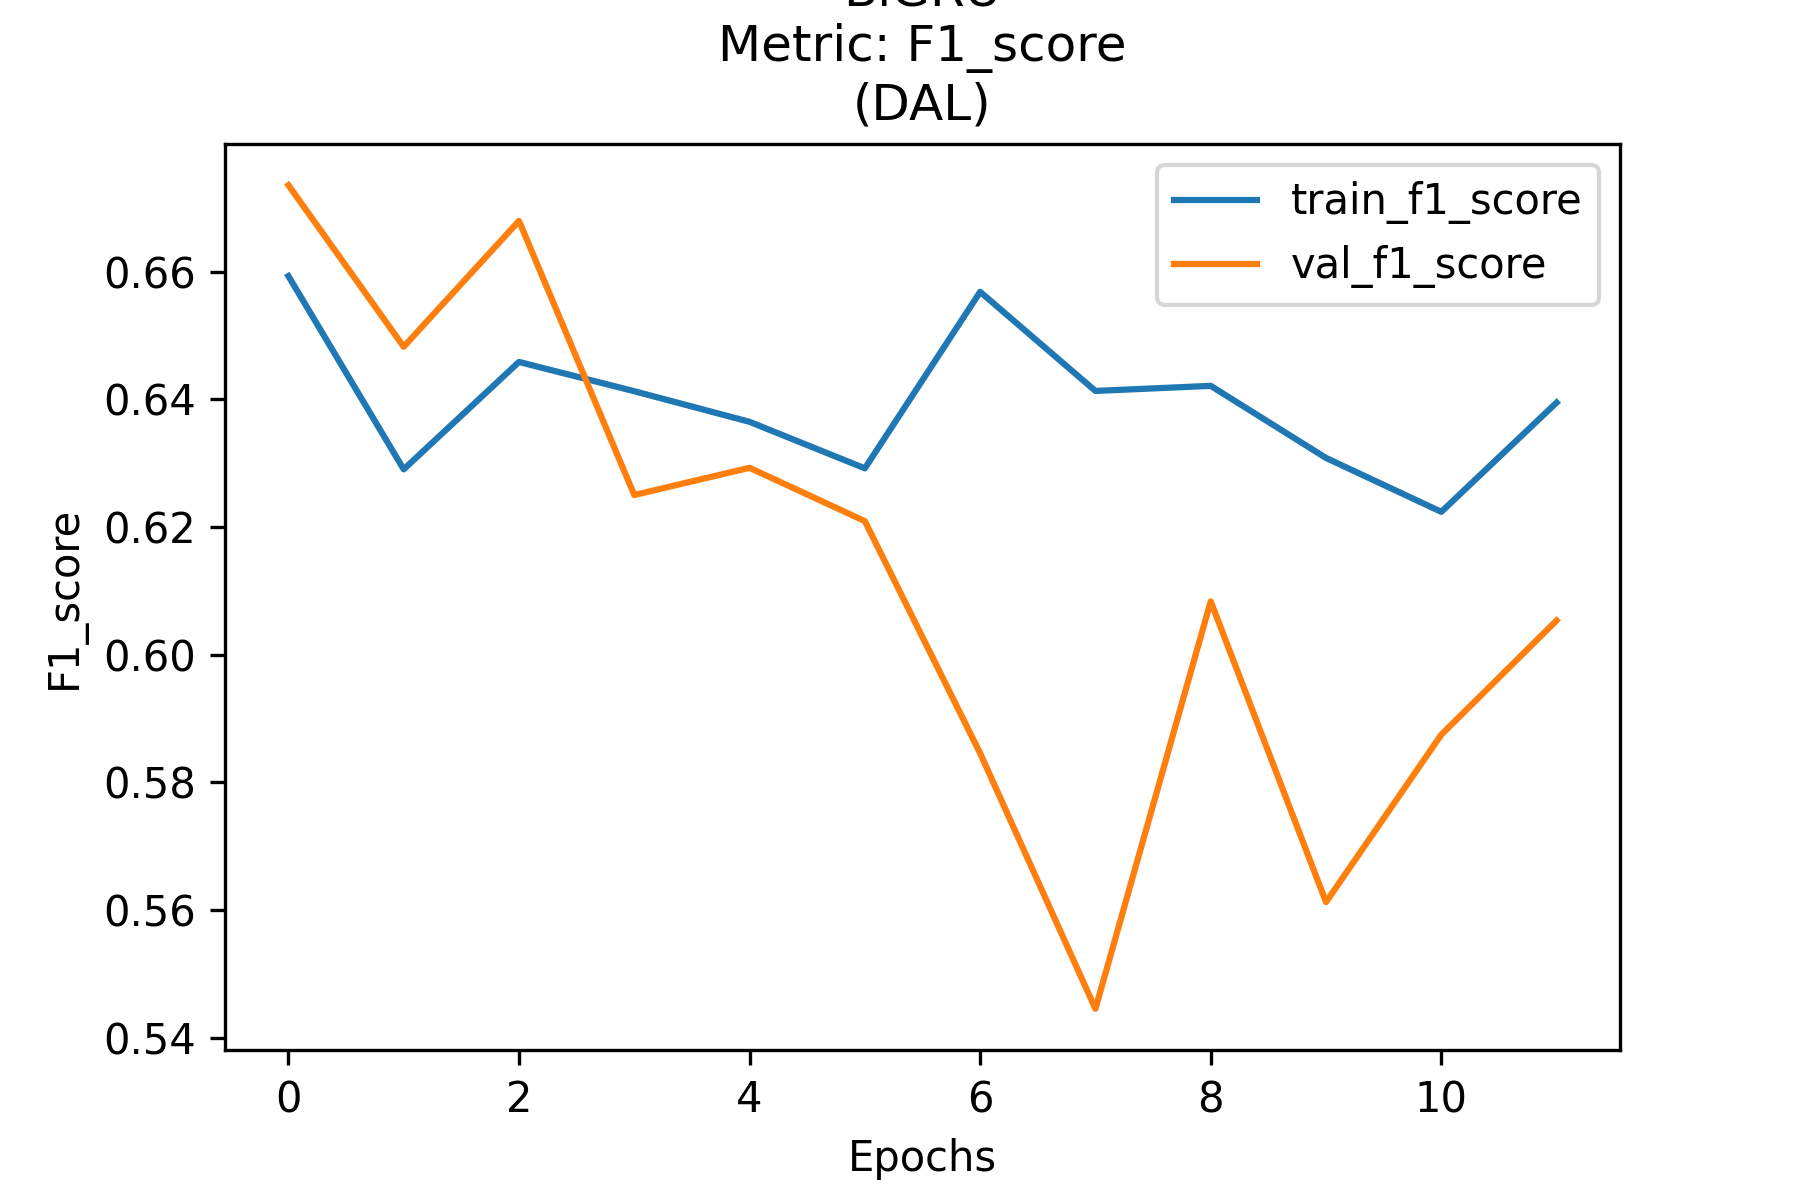 Metric: F1_score
(DAL)
train_f1_score
val_f1_score
F1_score
0.66
0.64
0.62
0.60
0.58
0.56
0.54
0 2 4 6 8 10
Epochs